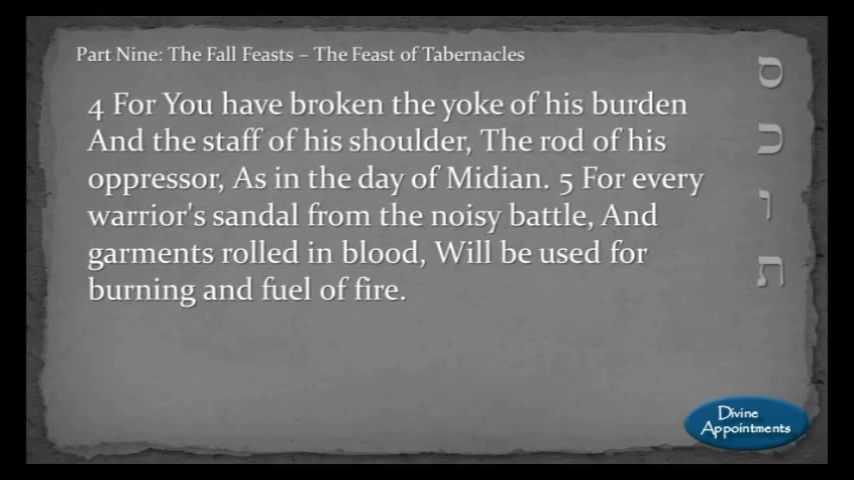 Part Nine: The Fall Feasts – The Feast of Tabernacles
4 For You have broken the yoke of his burden
And the staff of his shoulder, The rod of his
oppressor, As in the day of Midian. 5 For every
warrior's sandal from the noisy battle, And
garments rolled in blood, Will be used for
burning and fuel of fire.
ס
ת
Divine
Appointments